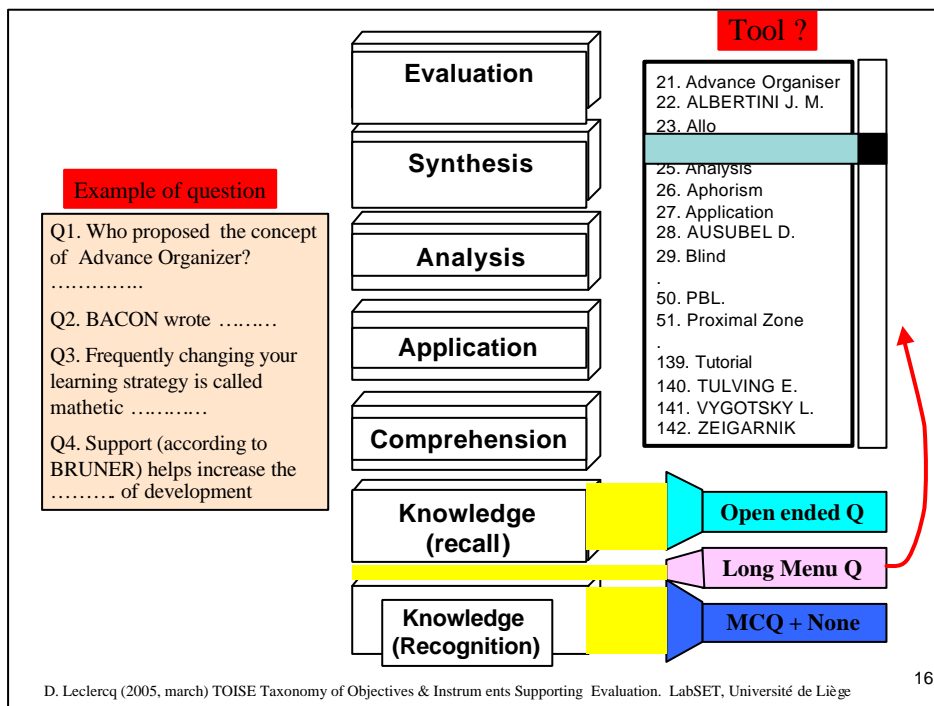 Tool ?
Evaluation
Synthesis
Analysis
Application
Comprehension
Knowledge
(recall)
Knowledge
(Recognition)
Example of question
Q1. Who proposed the concept
of Advance Organizer?
…………..
Q2. BACON wrote ………
Q3. Frequently changing your
learning strategy is called
mathetic …………
Q4. Support (according to
BRUNER) helps increase the
………. of development
21. Advance Organiser
22. ALBERTINI J. M.
23. Allo
25. Analysis
26. Aphorism
27. Application
28. AUSUBEL D.
29. Blind
.
50. PBL.
51. Proximal Zone
.
139. Tutorial
140. TULVING E.
141. VYGOTSKY L.
142. ZEIGARNIK
Open ended Q
Long Menu Q
MCQ + None
D. Leclercq (2005, march) TOISE Taxonomy of Objectives & Instrum ents Supporting Evaluation. LabSET, Université de Liège
16